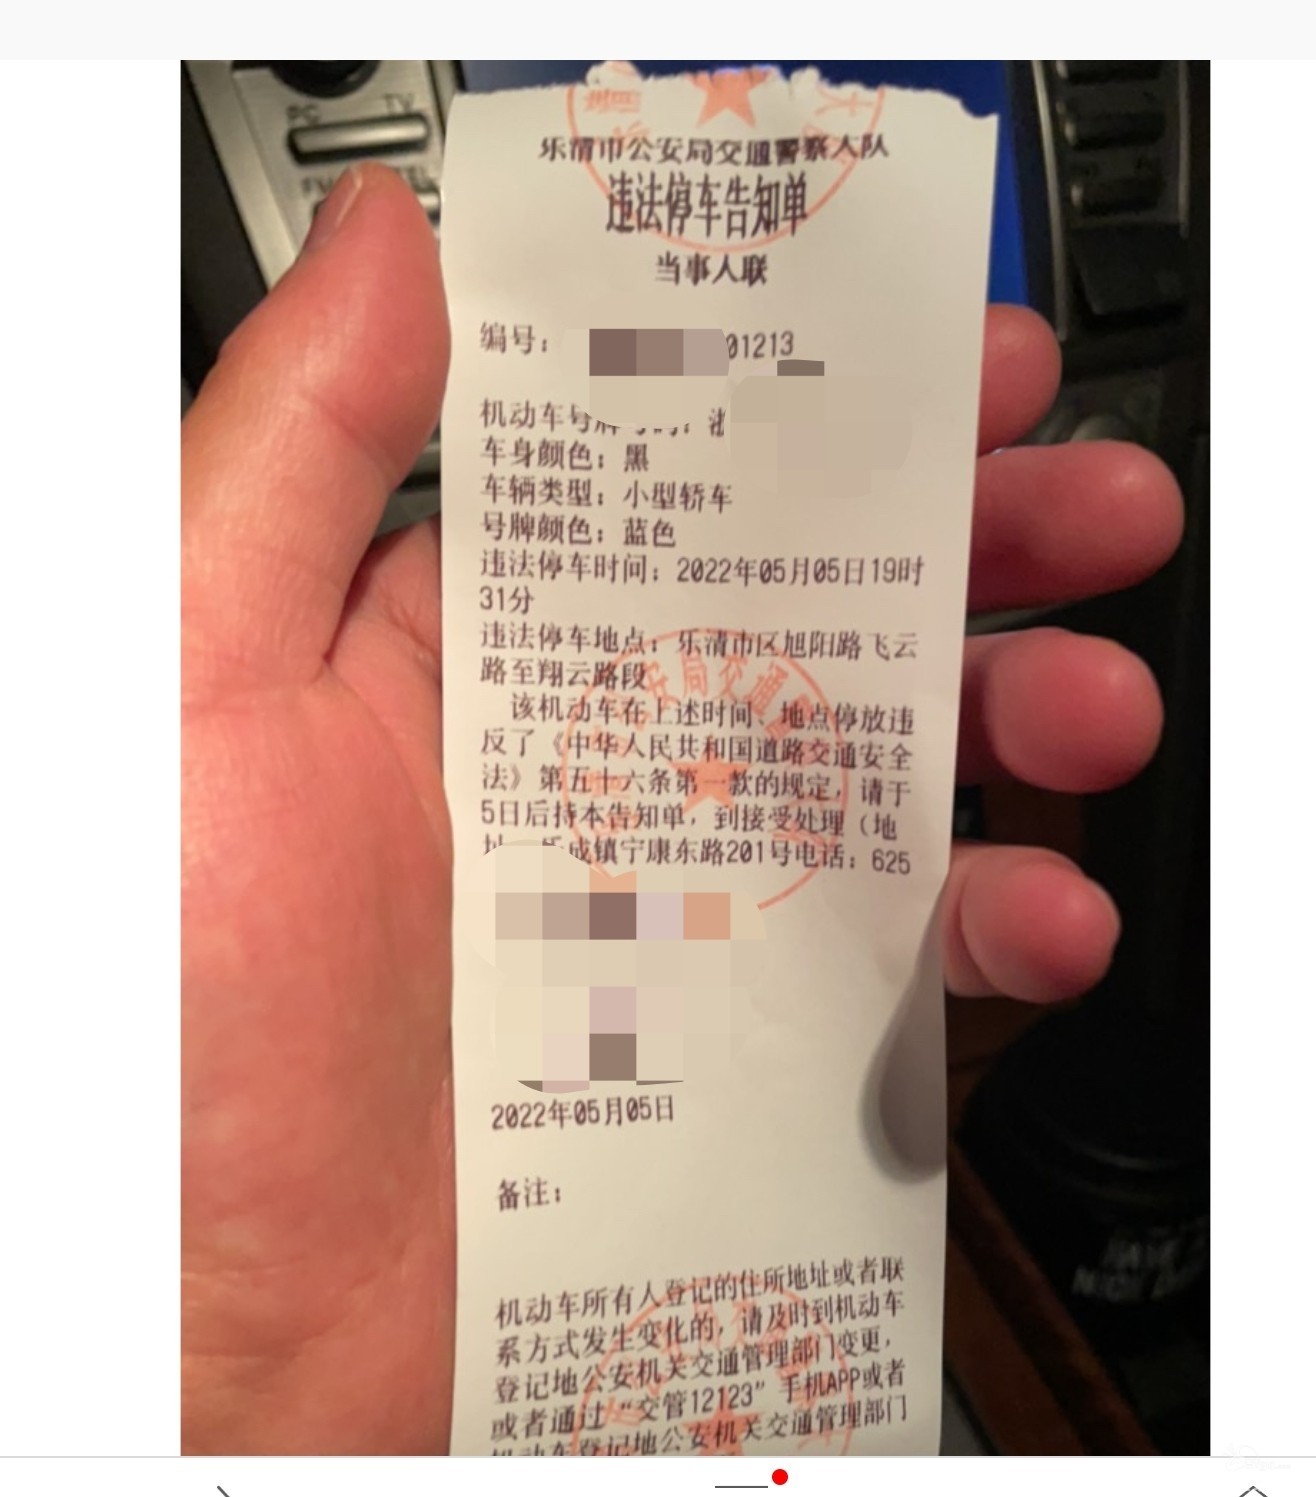 PC TV
乐清市公安局交通警察大队
违法停车告知单
当事人联
编号：
01213
机动车号牌号码：浙
车身颜色：黑
车辆类型：小型轿车
号牌颜色：蓝色
违法停车时间：2022年05月05日19时
31分
违法停车地点：乐清市区旭阳路飞云
路至翔云路段
该机动车在上述时间、地点停放违
反了《中华人民共和国道路交通安全
法》第五十六条第一款的规定，请于
5日后持本告知单，到接受处理（地
址 乐成镇宁康东路201号电话：625
2022年05月05日
备注：
机动车所有人登记的住所地址或者联
系方式发生变化的，请及时到机动车
登记地公安机关交通管理部门变更，
或者通过“交管12123”手机APP或者
机动车登记地公安机关交通管理部门